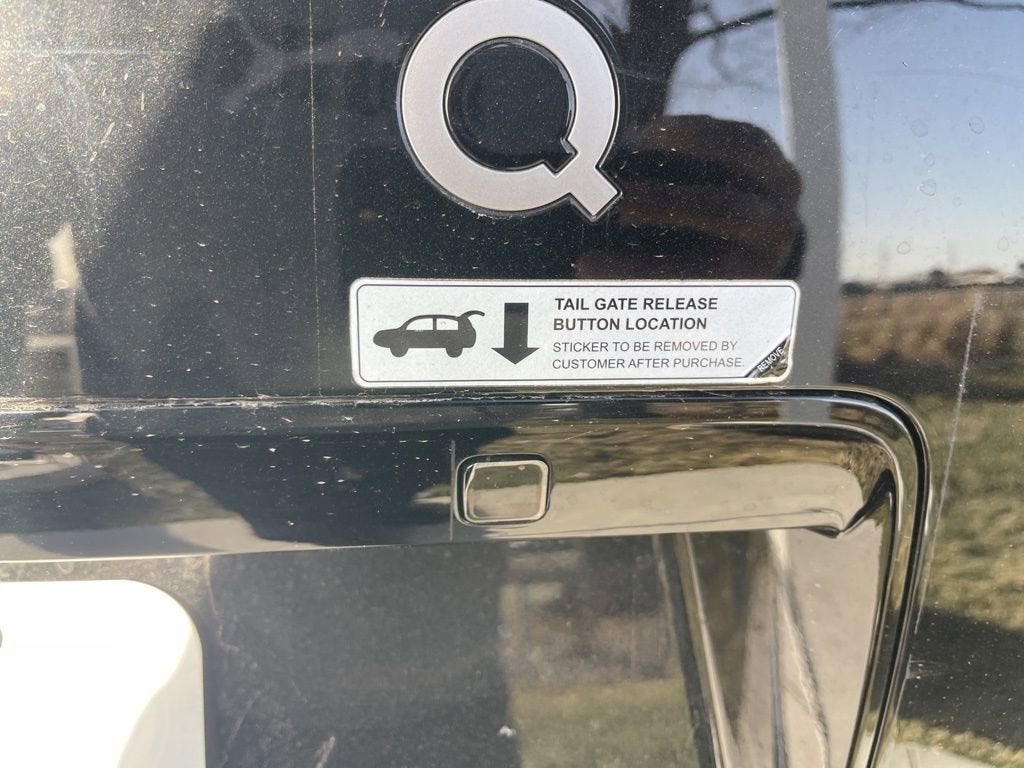 Q
TAIL GATE RELEASE
BUTTON LOCATION
STICKER TO BE REMOVED BY
CUSTOMER AFTER PURCHASE.
REMOVE